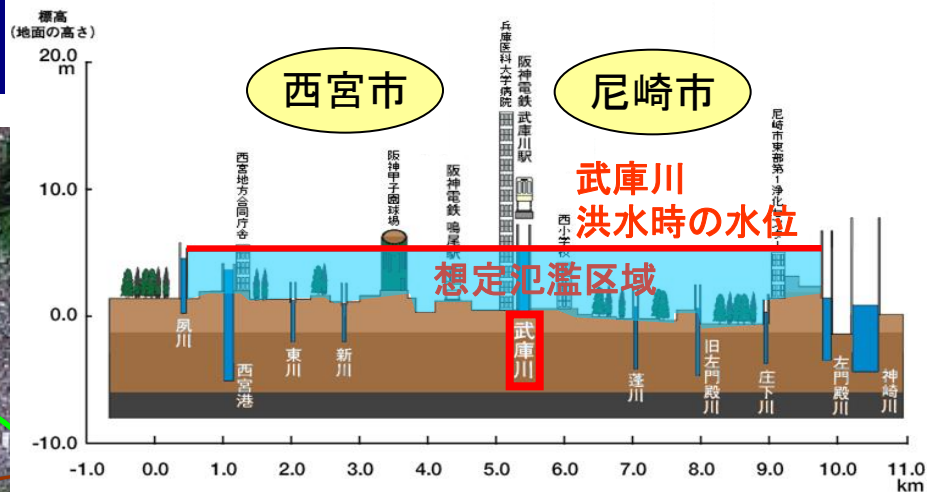 標高
(地面の高さ)
20.0
m
10.0
0.0
-10.0
-1.0 0.0 1.0 2.0 3.0 4.0 5.0 6.0 7.0 8.0 9.0 10.0 11.0
km
西宮市
尼崎市
兵庫医科大学病院
阪神電鉄 武庫川駅
西宮地方合同庁舎
阪神甲子園球場
阪神電鉄 鳴尾駅
西小学校
尼崎市東部第1浄化センター
武庫川
洪水時の水位
想定氾濫区域
夙川
西宮港
東川
新川
武庫川
蓬川
旧左門殿川
庄下川
左門殿川
神崎川